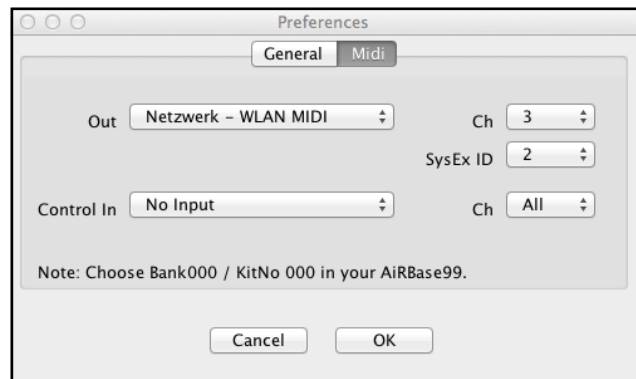 Preferences
General Midi
Out Netzwerk – WLAN MIDI Ch 3
SysEx ID 2
Control In No Input Ch All
Note: Choose Bank000 / KitNo 000 in your AiRBase99.
Cancel OK